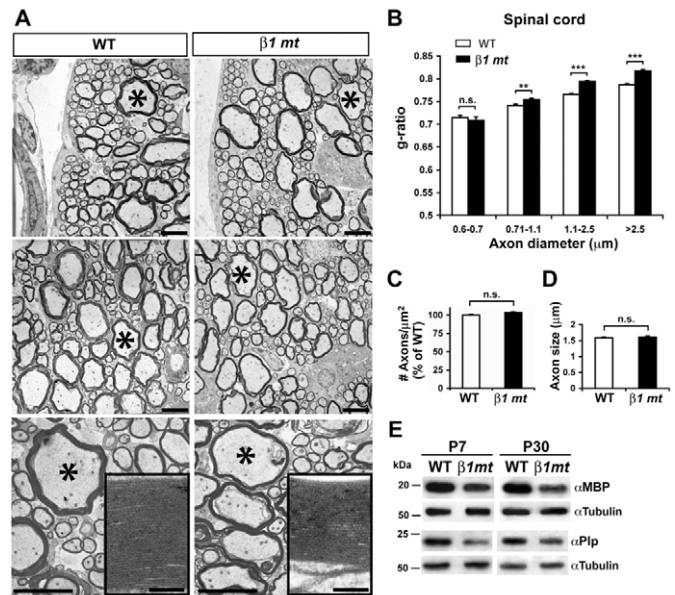 A
WT
β1 mt
*
*
*
*
*
*
B
Spinal cord
WT
β1 mt
g-ratio
0.85
0.8
0.75
0.7
0.65
0.6
0.55
0.5
n.s.
**
***
***
0.6-0.7 0.71-1.1 1.1-2.5 >2.5
Axon diameter (μm)
C
n.s.
# Axons/μm²
(% of WT)
100
75
50
25
0
WT β1 mt
D
n.s.
Axon size (μm)
2
1.5
1
0.5
0
WT β1 mt
E
P7 P30
kDa WT β1mt WT β1mt
20 αMBP
50 αTubulin
25 αPlp
50 αTubulin